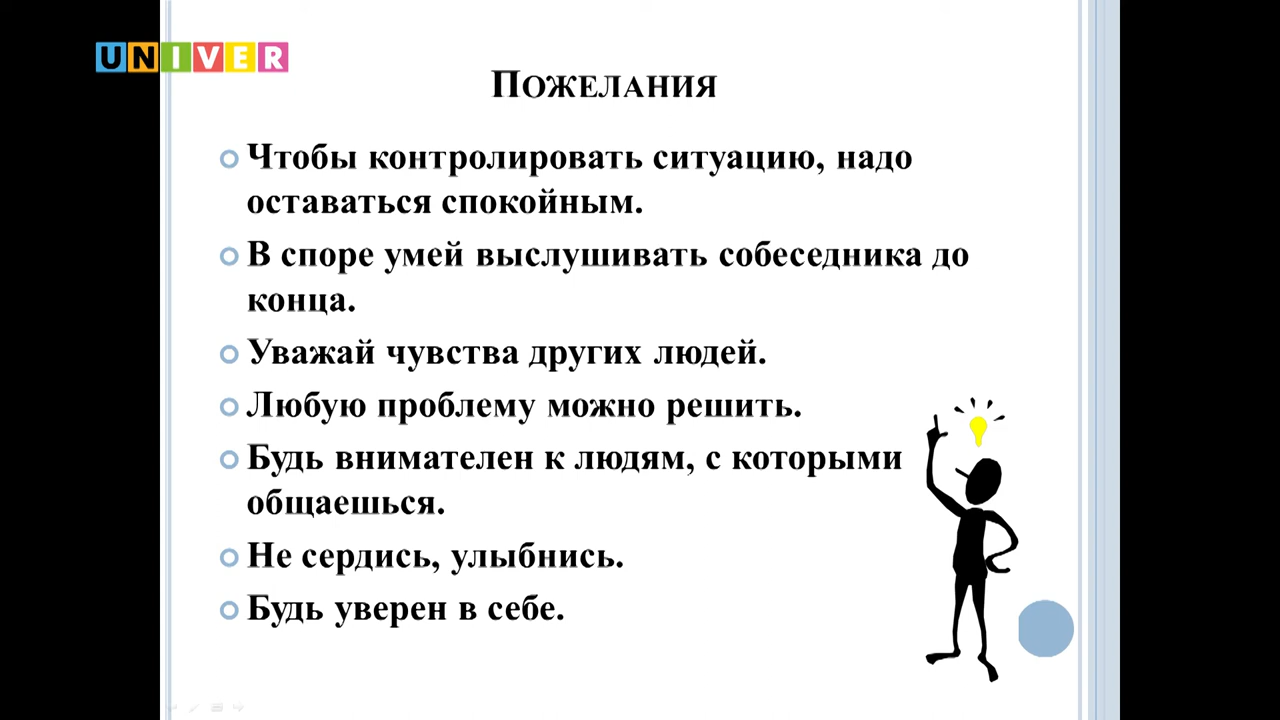 UNIVER
Пожелания
Чтобы контролировать ситуацию, надо
оставаться спокойным.
В споре умей выслушивать собеседника до
конца.
Уважай чувства других людей.
Любую проблему можно решить.
Будь внимателен к людям, с которыми
общаешься.
Не сердись, улыбнись.
Будь уверен в себе.